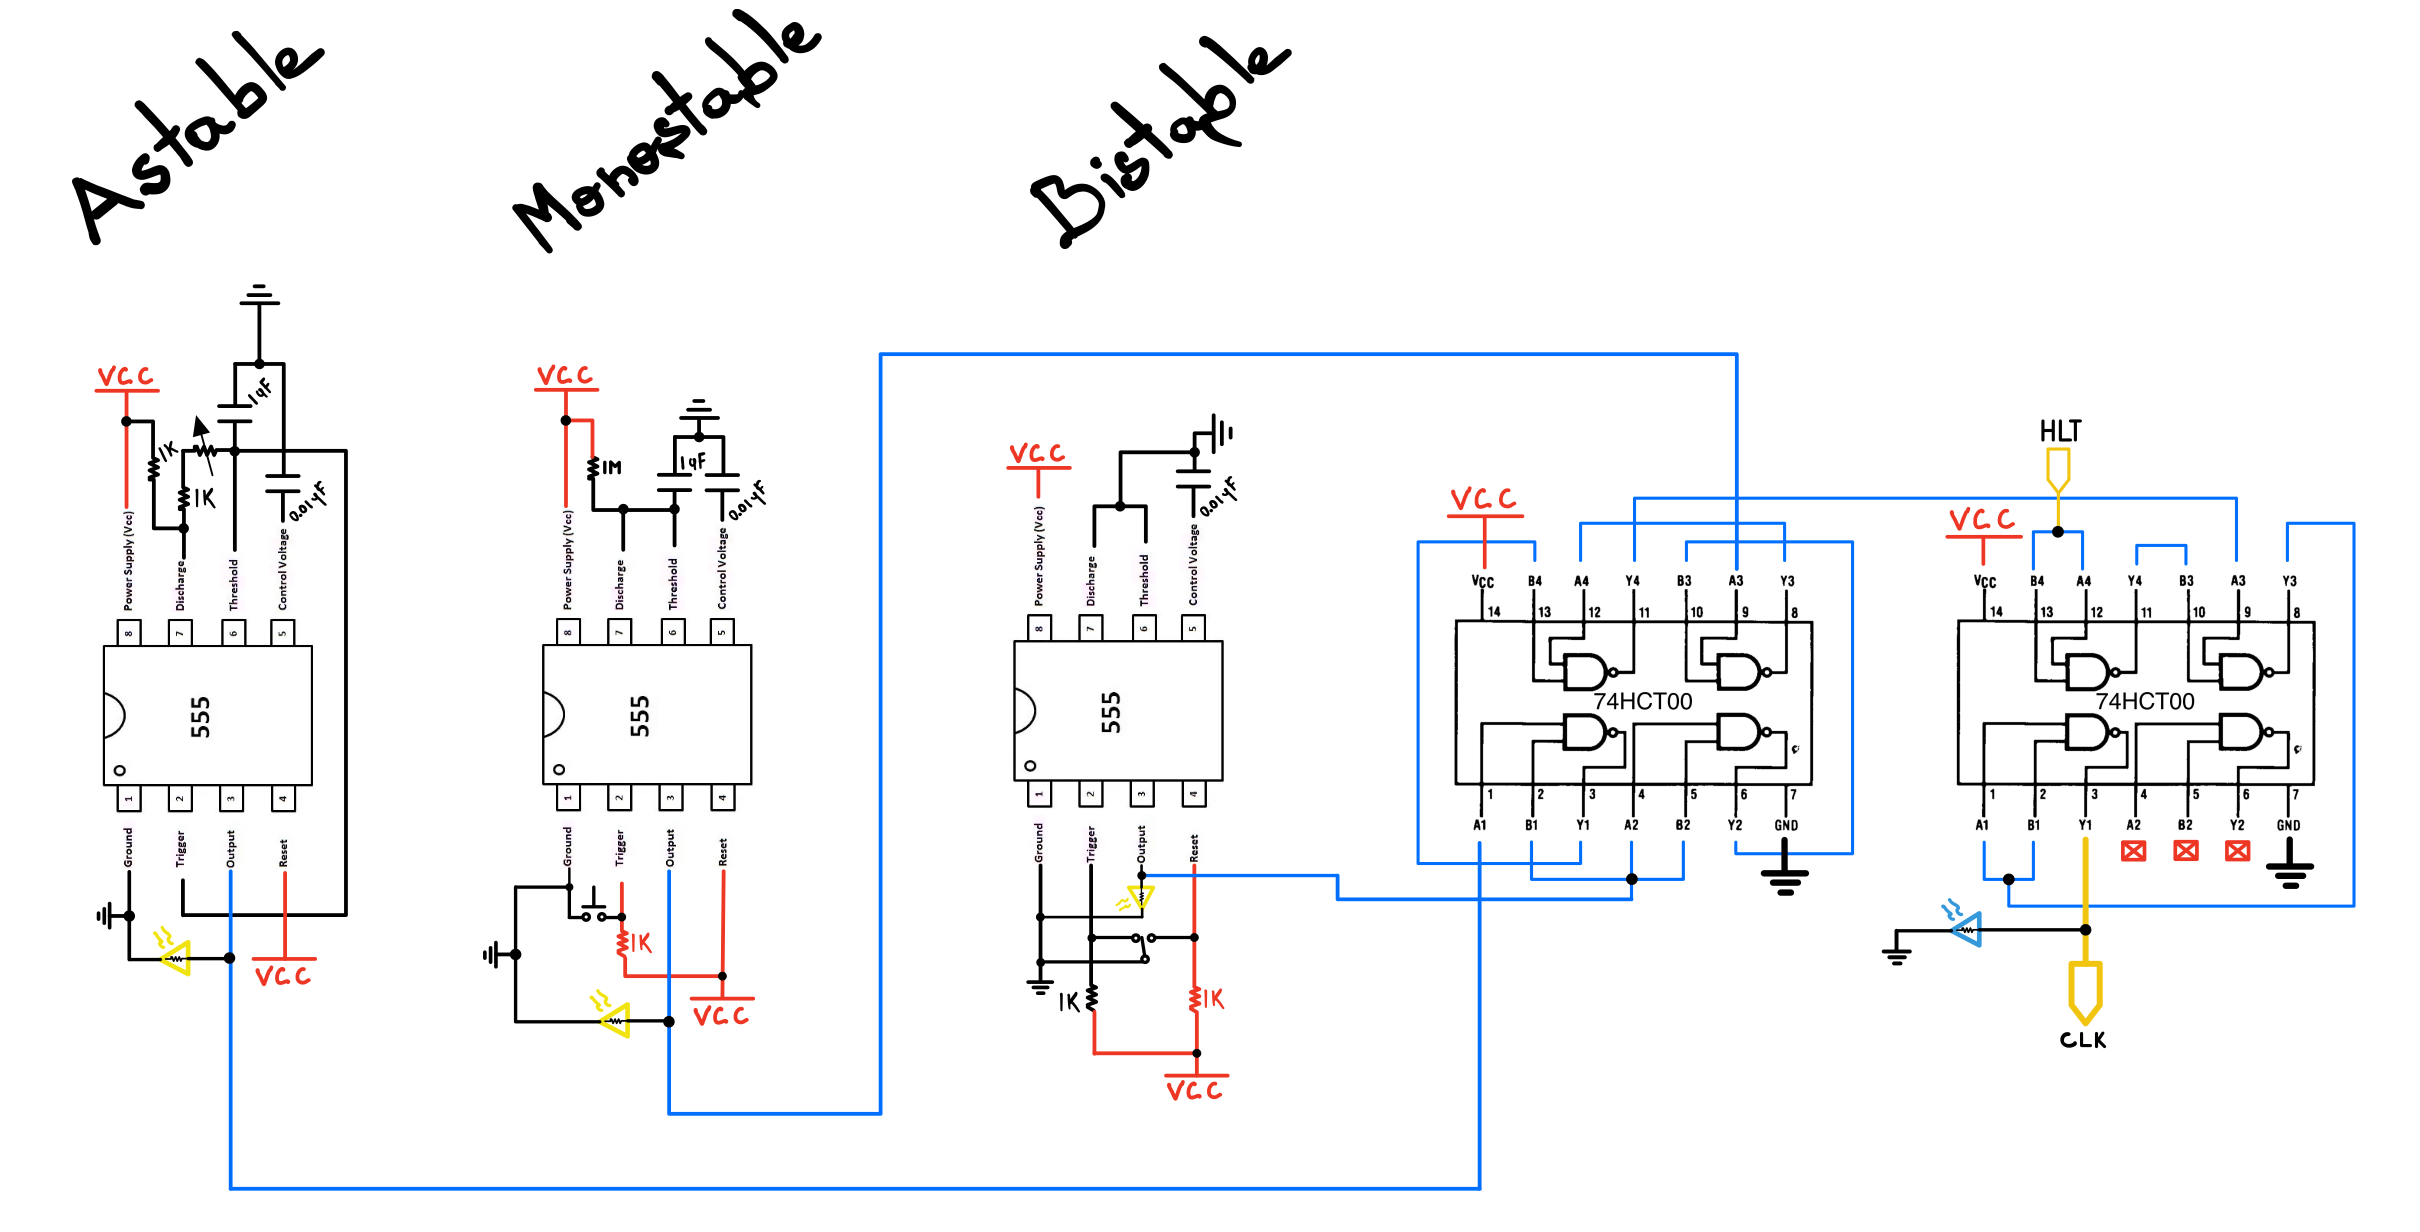 Astable
Monostable
Bistable
VCC
1µF
1K
1K
0.01µF
Power Supply (Vcc)
Discharge
Threshold
Control Voltage
8 7 6 5
555
1 2 3 4
Ground
Trigger
Output
Reset
VCC
VCC
1M
1µF
0.01µF
Power Supply (Vcc)
Discharge
Threshold
Control Voltage
8 7 6 5
555
1 2 3 4
Ground
Trigger
Output
Reset
1K
VCC
VCC
0.01µF
Power Supply (Vcc)
Discharge
Threshold
Control Voltage
8 7 6 5
555
1 2 3 4
Ground
Trigger
Output
Reset
1K
1K
VCC
VCC
VCC B4 A4 Y4 B3 A3 Y3
14 13 12 11 10 9 8
74HCT00
1 2 3 4 5 6 7
A1 B1 Y1 A2 B2 Y2 GND
HLT
VCC
VCC B4 A4 Y4 B3 A3 Y3
14 13 12 11 10 9 8
74HCT00
1 2 3 4 5 6 7
A1 B1 Y1 A2 B2 Y2 GND
CLK